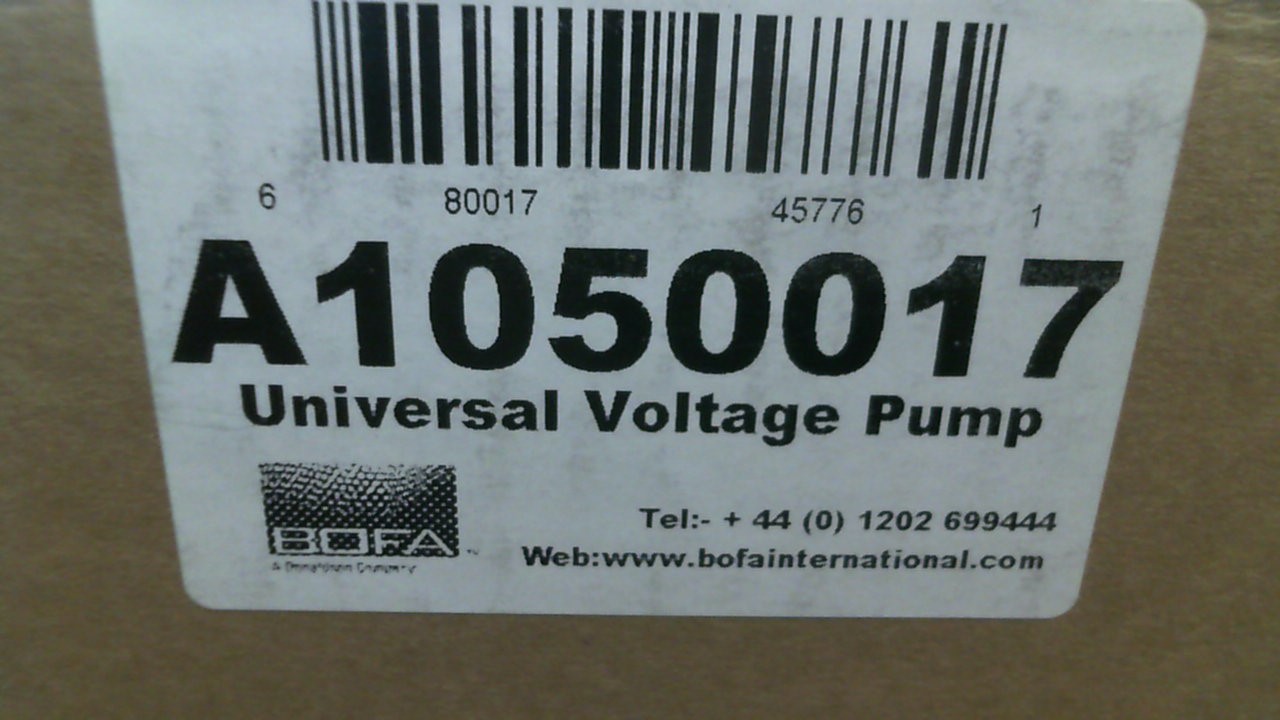 6 80017 45776 1
A1050017
Universal Voltage Pump
BOFA
Tel:- + 44 (0) 1202 699444
Web:www.bofainternational.com